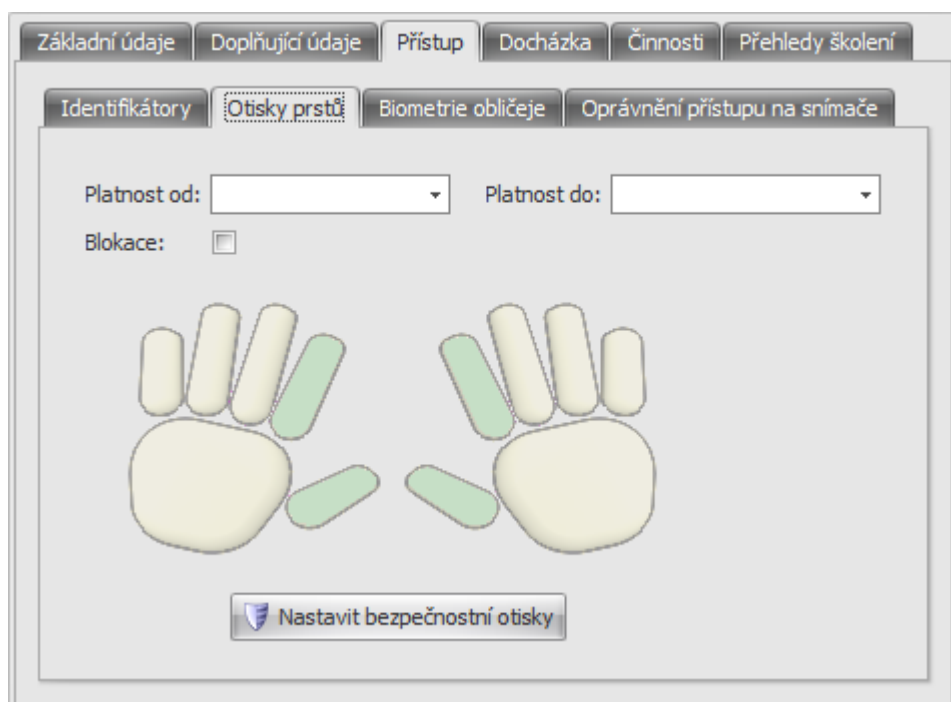 Základní údaje Doplňující údaje Přístup Docházka Činnosti Přehledy školení
Identifikátory Otisky prstů Biometrie obličeje Oprávnění přístupu na snímače
Platnost od: Platnost do:
Blokace:
Nastavit bezpečnostní otisky